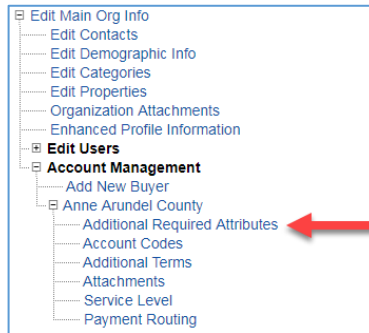 Edit Main Org Info
Edit Contacts
Edit Demographic Info
Edit Categories
Edit Properties
Organization Attachments
Enhanced Profile Information
Edit Users
Account Management
Add New Buyer
Anne Arundel County
Additional Required Attributes
Account Codes
Additional Terms
Attachments
Service Level
Payment Routing